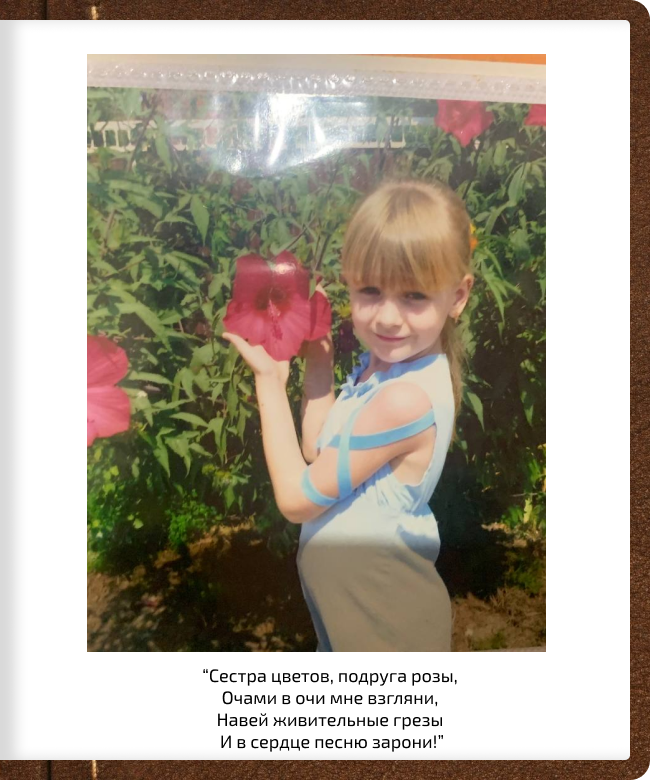 “Сестра цветов, подруга розы,
Очами в очи мне взгляни,
Навей живительные грезы
И в сердце песню зарони!”